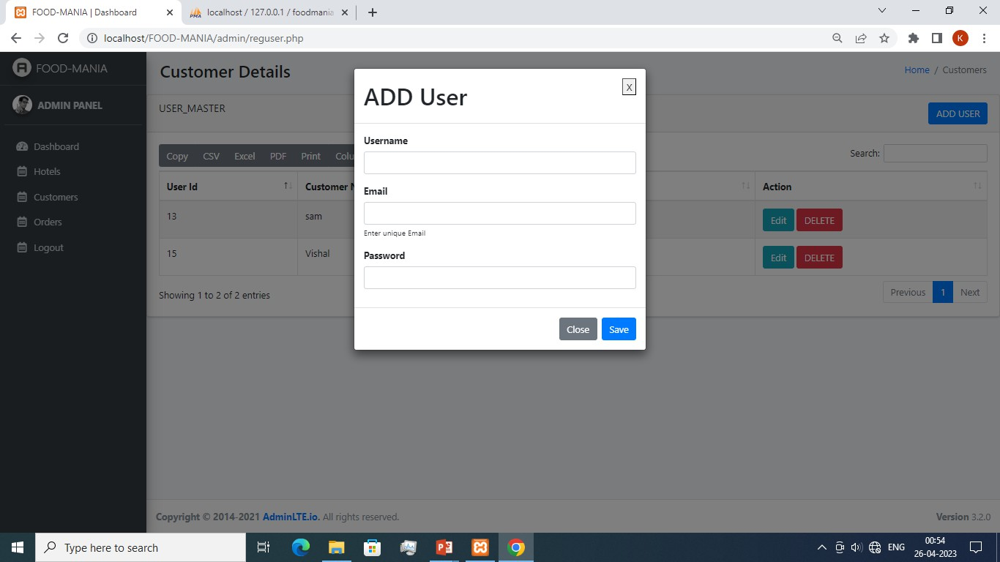 FOOD-MANIA | Dashboard
localhost / 127.0.0.1 / foodmania
localhost/FOOD-MANIA/admin/reguser.php
K
FOOD-MANIA
Customer Details
Home / Customers
ADMIN PANEL
USER_MASTER
ADD USER
Dashboard
Hotels
Customers
Orders
Logout
Copy CSV Excel PDF Print
Search:
User Id Customer Action
13 sam Edit DELETE
15 Vishal Edit DELETE
Showing 1 to 2 of 2 entries
Previous 1 Next
ADD User
X
Username
Email
Enter unique Email
Password
Close Save
Copyright © 2014-2021 AdminLTE.io. All rights reserved.
Version 3.2.0
Type here to search
ENG
00:54
26-04-2023